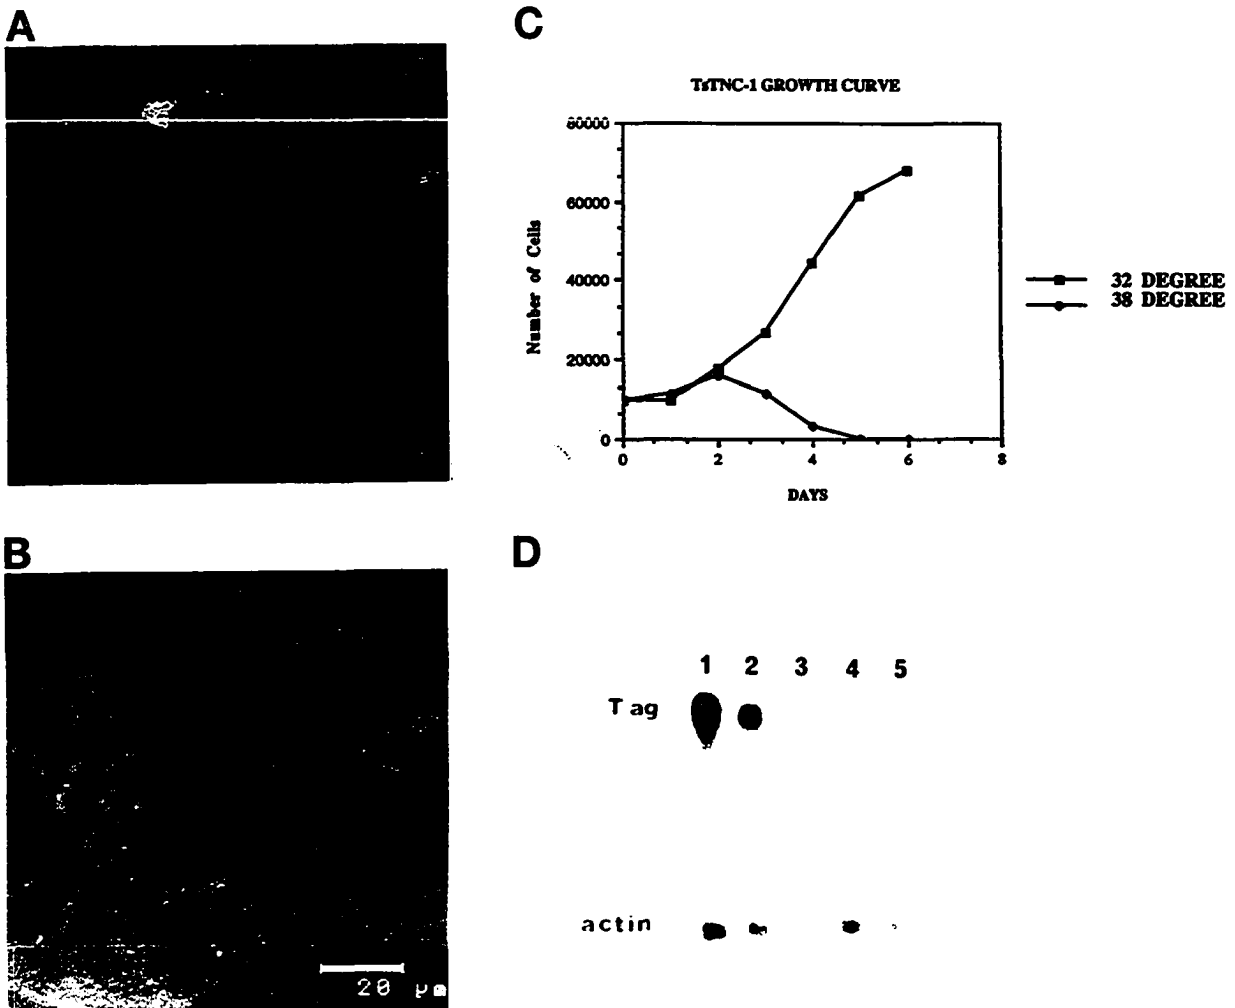 A
C
TsTNC-1 GROWTH CURVE
80000
60000
40000
20000
0
Number of Cells
0 2 4 6 8
DAYS
32 DEGREE
38 DEGREE
B
20 µm
D
1 2 3 4 5
Tag
actin